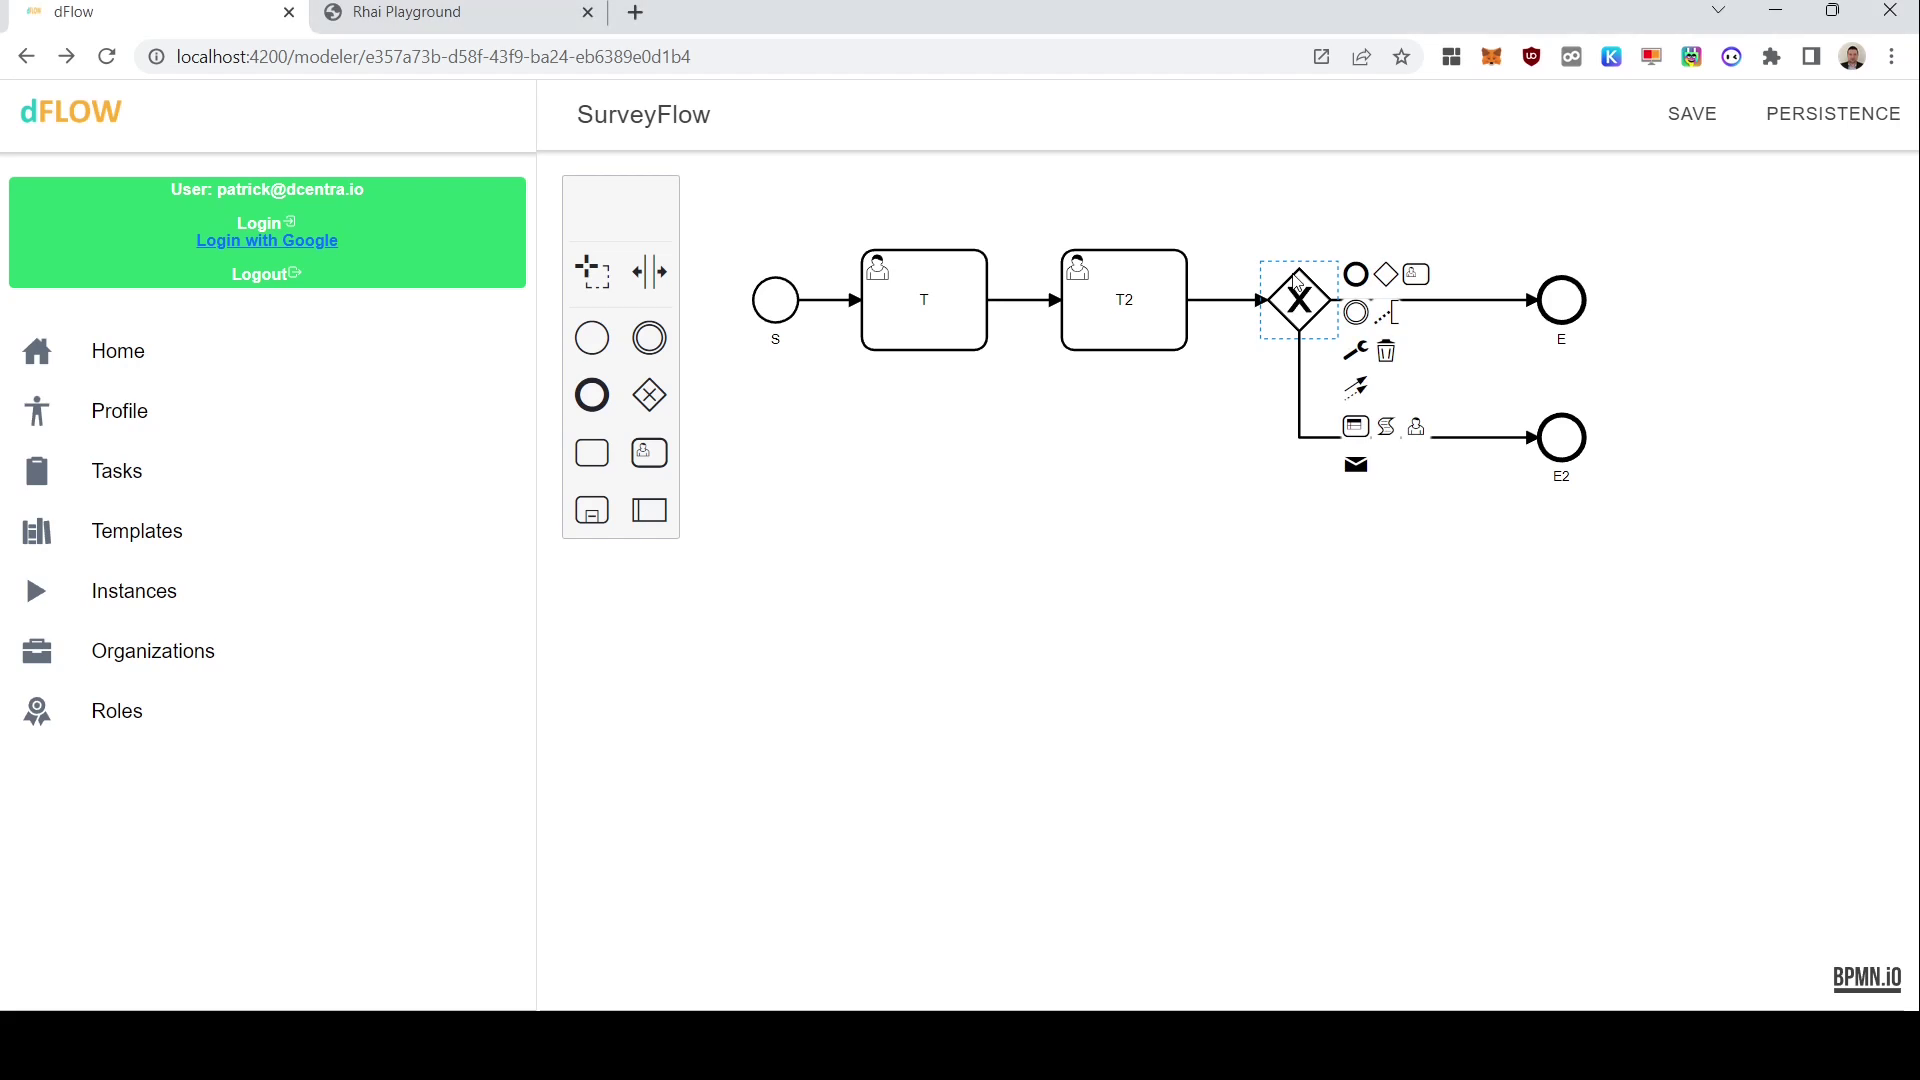 dFlow
Rhai Playground
localhost:4200/modeler/e357a73b-d58f-43f9-ba24-eb6389e0d1b4
dFLOW
SurveyFlow
SAVE
PERSISTENCE
User: patrick@dcentra.io
Login
Login with Google
Logout
Home
Profile
Tasks
Templates
Instances
Organizations
Roles
S
T
T2
E
E2
BPMN.iO